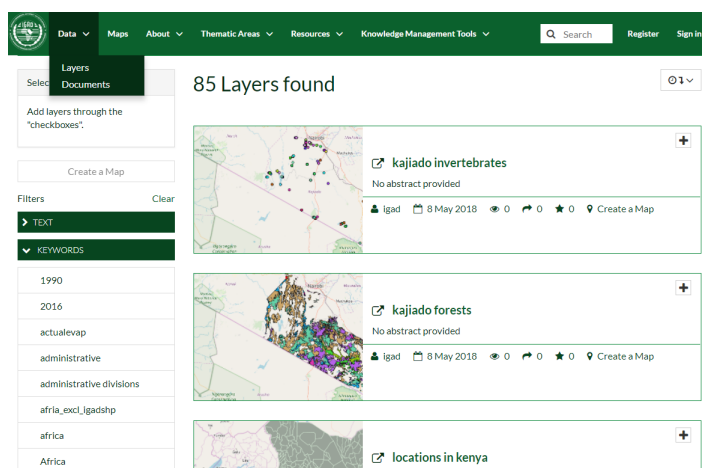 IGAD
Data
Maps
About
Thematic Areas
Resources
Knowledge Management Tools
Search
Register
Sign in
Layers
Documents
Selec
Add layers through the
"checkboxes".
Create a Map
Filters Clear
TEXT
KEYWORDS
1990
2016
actualevap
administrative
administrative divisions
afria_excl_igadshp
africa
Africa
85 Layers found
kajiado invertebrates
No abstract provided
igad 8 May 2018 0 0 0 Create a Map
kajiado forests
No abstract provided
igad 8 May 2018 0 0 0 Create a Map
locations in kenya